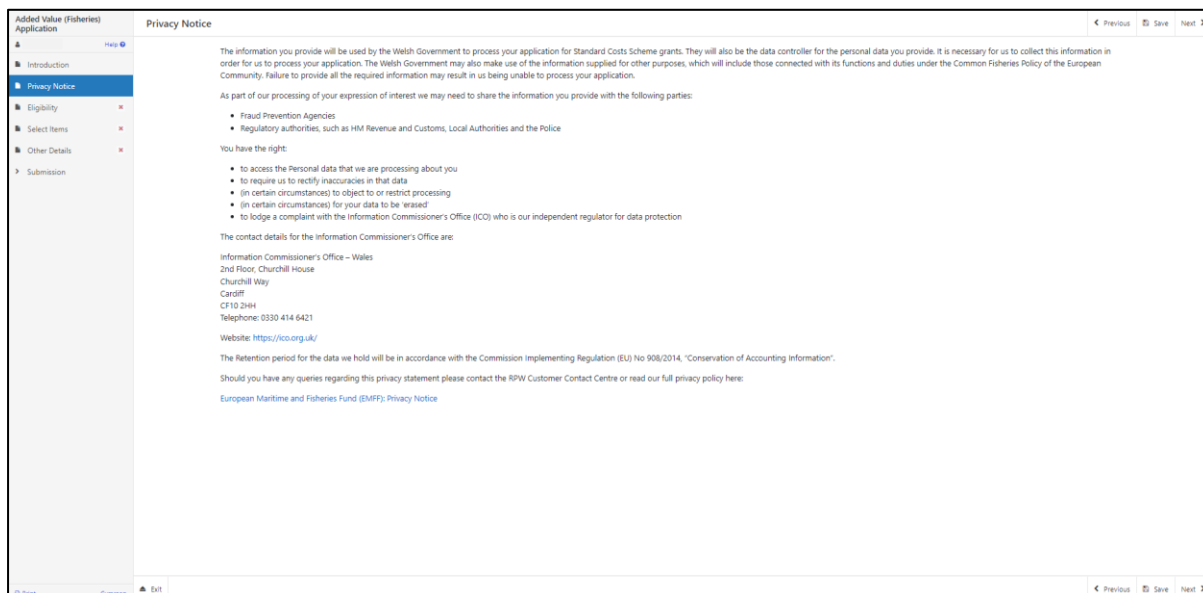 Added Value (Fisheries)
Application
Help
Introduction
Privacy Notice
Eligibility
Select Items
Other Details
Submission
Privacy Notice
Previous Save Next
The information you provide will be used by the Welsh Government to process your application for Standard Costs Scheme grants. They will also be the data controller for the personal data you provide. It is necessary for us to collect this information in
order for us to process your application. The Welsh Government may also make use of the information supplied for other purposes, which will include those connected with its functions and duties under the Common Fisheries Policy of the European
Community. Failure to provide all the required information may result in us being unable to process your application.
As part of our processing of your expression of interest we may need to share the information you provide with the following parties:
• Fraud Prevention Agencies
• Regulatory authorities, such as HM Revenue and Customs, Local Authorities and the Police
You have the right:
• to access the Personal data that we are processing about you
• to require us to rectify inaccuracies in that data
• (in certain circumstances) to object to or restrict processing
• (in certain circumstances) for your data to be 'erased'
• to lodge a complaint with the Information Commissioner's Office (ICO) who is our independent regulator for data protection
The contact details for the Information Commissioner's Office are:
Information Commissioner's Office – Wales
2nd Floor, Churchill House
Churchill Way
Cardiff
CF10 2HH
Telephone: 0330 414 6421
Website: https://ico.org.uk/
The Retention period for the data we hold will be in accordance with the Commission Implementing Regulation (EU) No 908/2014, "Conservation of Accounting Information".
Should you have any queries regarding this privacy statement please contact the RPW Customer Contact Centre or read our full privacy policy here:
European Maritime and Fisheries Fund (EMFF): Privacy Notice
Exit
Previous Save Next